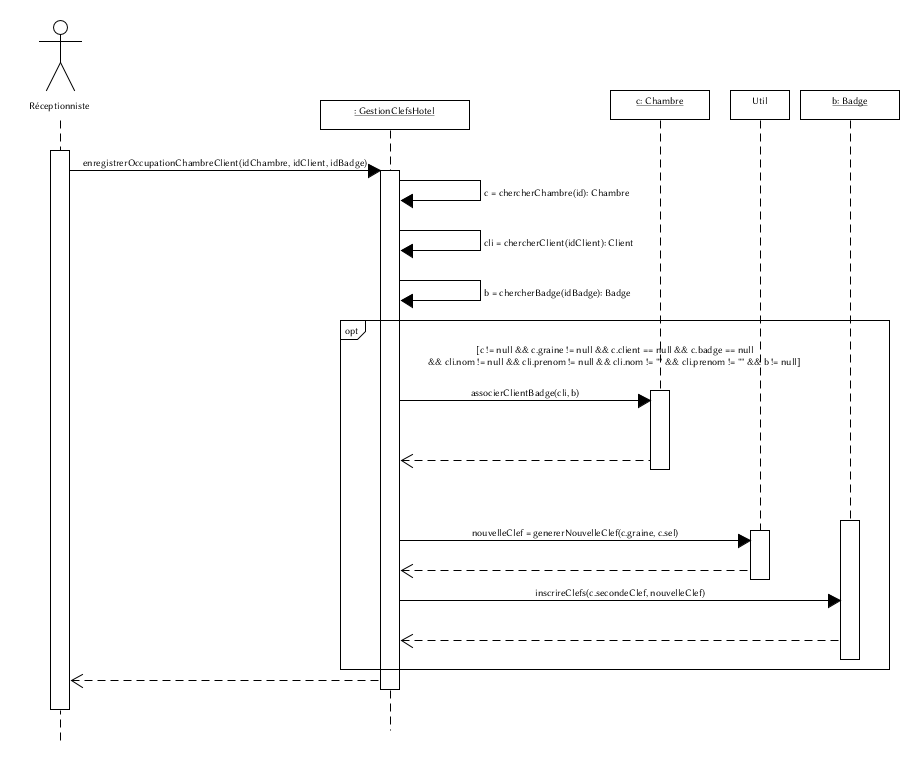 Réceptionniste
: GestionClefsHotel
c: Chambre
Util
b: Badge
enregistrerOccupationChambreClient(idChambre, idClient, idBadge)
c = chercherChambre(id): Chambre
cli = chercherClient(idClient): Client
b = chercherBadge(idBadge): Badge
opt
[c != null && c.graine != null && c.client == null && c.badge == null
&& cli.nom != null && cli.prenom != null && cli.nom != "" && cli.prenom != "" && b != null]
associerClientBadge(cli, b)
nouvelleClef = genererNouvelleClef(c.graine, c.sel)
inscrireClefs(c.secondeClef, nouvelleClef)